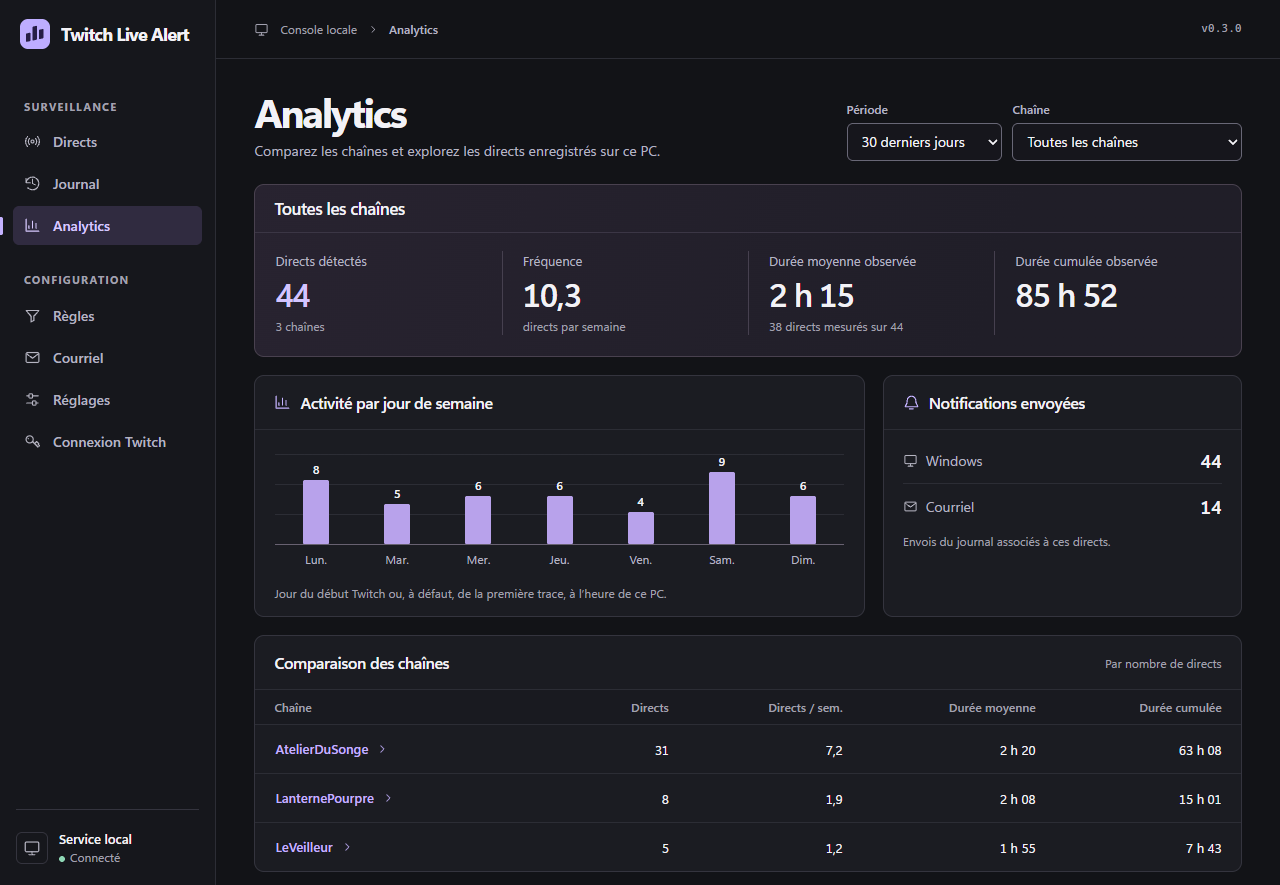 Twitch Live Alert
SURVEILLANCE
Directs
Journal
Analytics
CONFIGURATION
Règles
Courriel
Réglages
Connexion Twitch
Service local
Connecté
Console locale > Analytics
v0.3.0
Analytics
Comparez les chaînes et explorez les directs enregistrés sur ce PC.
Période
30 derniers jours
Chaîne
Toutes les chaînes
Toutes les chaînes
Directs détectés
44
3 chaines
Fréquence
10,3
directs par semaine
Durée moyenne observée
2 h 15
38 directs mesurés sur 44
Durée cumulée observée
85 h 52
Activité par jour de semaine
8 5 6 6 4 9 6
Lun. Mar. Mer. Jeu. Ven. Sam. Dim.
Jour du début Twitch ou, à défaut, de la première trace, à l'heure de ce PC.
Notifications envoyées
Windows 44
Courriel 14
Envois du journal associés à ces directs.
Comparaison des chaînes Par nombre de directs
Chaîne Directs Directs / sem. Durée moyenne Durée cumulée
AtelierDuSonge > 31 7,2 2 h 20 63 h 08
LanternePourpre > 8 1,9 2 h 08 15 h 01
LeVeilleur > 5 1,2 1 h 55 7 h 43